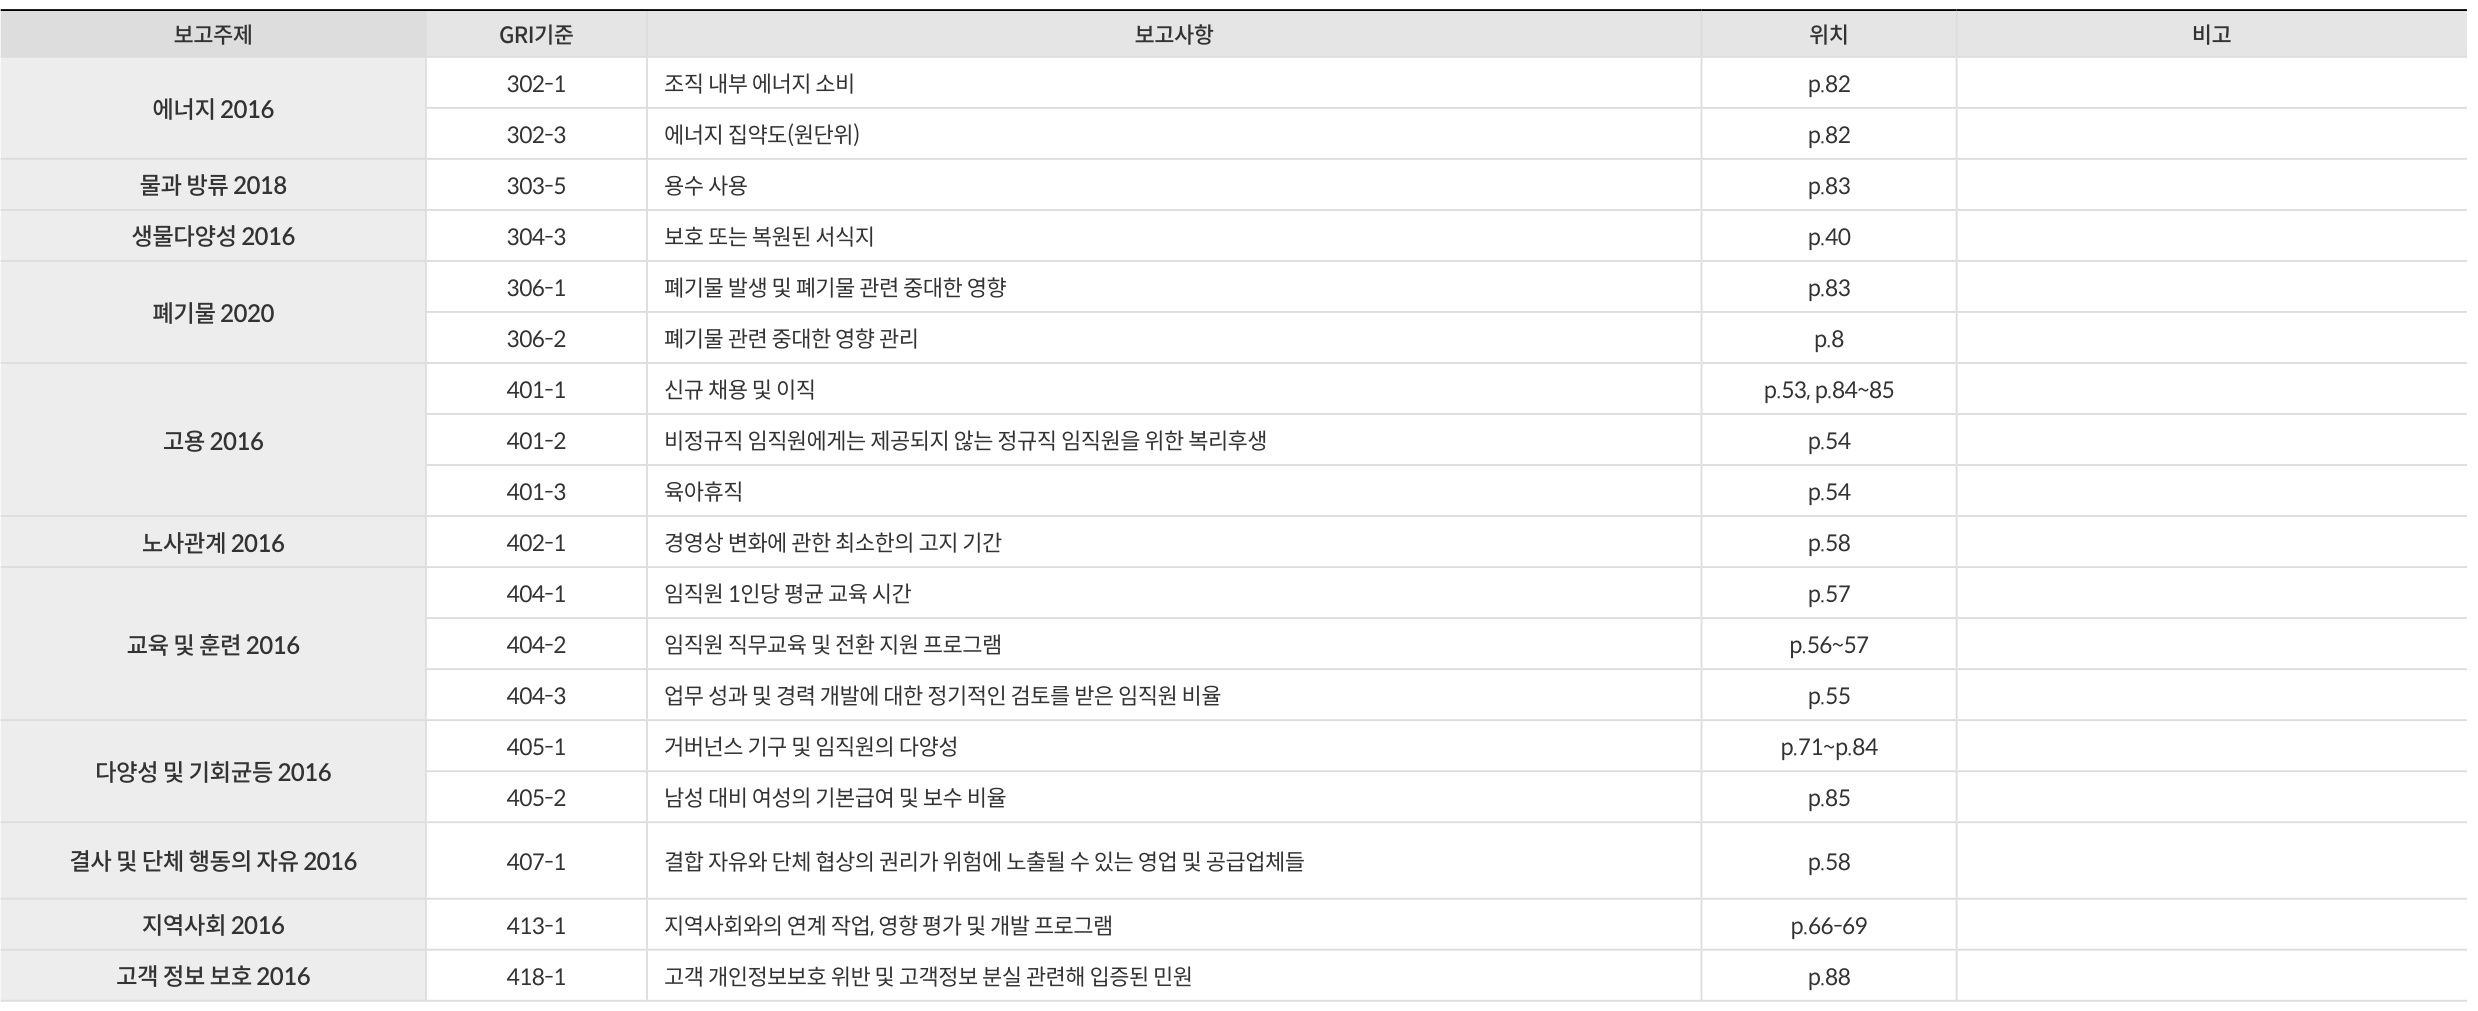 보고주제 GRI기준 보고사항 위치 비고
에너지 2016 302-1 조직 내부 에너지 소비 p.82
302-3 에너지 집약도(원단위) p.82
물과 방류 2018 303-5 용수 사용 p.83
생물다양성 2016 304-3 보호 또는 복원된 서식지 p.40
폐기물 2020 306-1 폐기물 발생 및 폐기물 관련 중대한 영향 p.83
306-2 폐기물 관련 중대한 영향 관리 p.8
고용 2016 401-1 신규 채용 및 이직 p.53, p.84~85
401-2 비정규직 임직원에게는 제공되지 않는 정규직 임직원을 위한 복리후생 p.54
401-3 육아휴직 p.54
노사관계 2016 402-1 경영상 변화에 관한 최소한의 고지 기간 p.58
교육 및 훈련 2016 404-1 임직원 1인당 평균 교육 시간 p.57
404-2 임직원 직무교육 및 전환 지원 프로그램 p.56~57
404-3 업무 성과 및 경력 개발에 대한 정기적인 검토를 받은 임직원 비율 p.55
다양성 및 기회균등 2016 405-1 거버넌스 기구 및 임직원의 다양성 p.71~p.84
405-2 남성 대비 여성의 기본급여 및 보수 비율 p.85
결사 및 단체 행동의 자유 2016 407-1 결합 자유와 단체 협상의 권리가 위험에 노출될 수 있는 영업 및 공급업체들 p.58
지역사회 2016 413-1 지역사회와의 연계 작업, 영향 평가 및 개발 프로그램 p.66-69
고객 정보 보호 2016 418-1 고객 개인정보보호 위반 및 고객정보 분실 관련해 입증된 민원 p.88